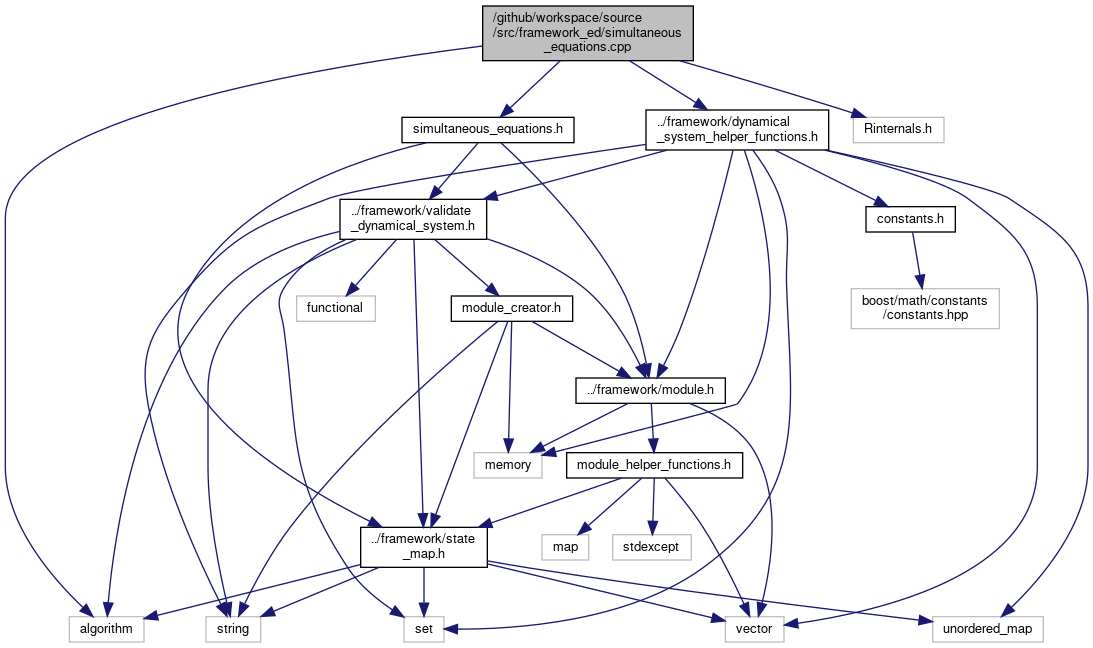 /github/workspace/source
/src/framework_ed/simultaneous
_equations.cpp
simultaneous_equations.h
../framework/dynamical
_system_helper_functions.h
Rinternals.h
../framework/validate
_dynamical_system.h
constants.h
functional
module_creator.h
boost/math/constants
/constants.hpp
../framework/module.h
memory
module_helper_functions.h
../framework/state
_map.h
map
stdexcept
algorithm
string
set
vector
unordered_map